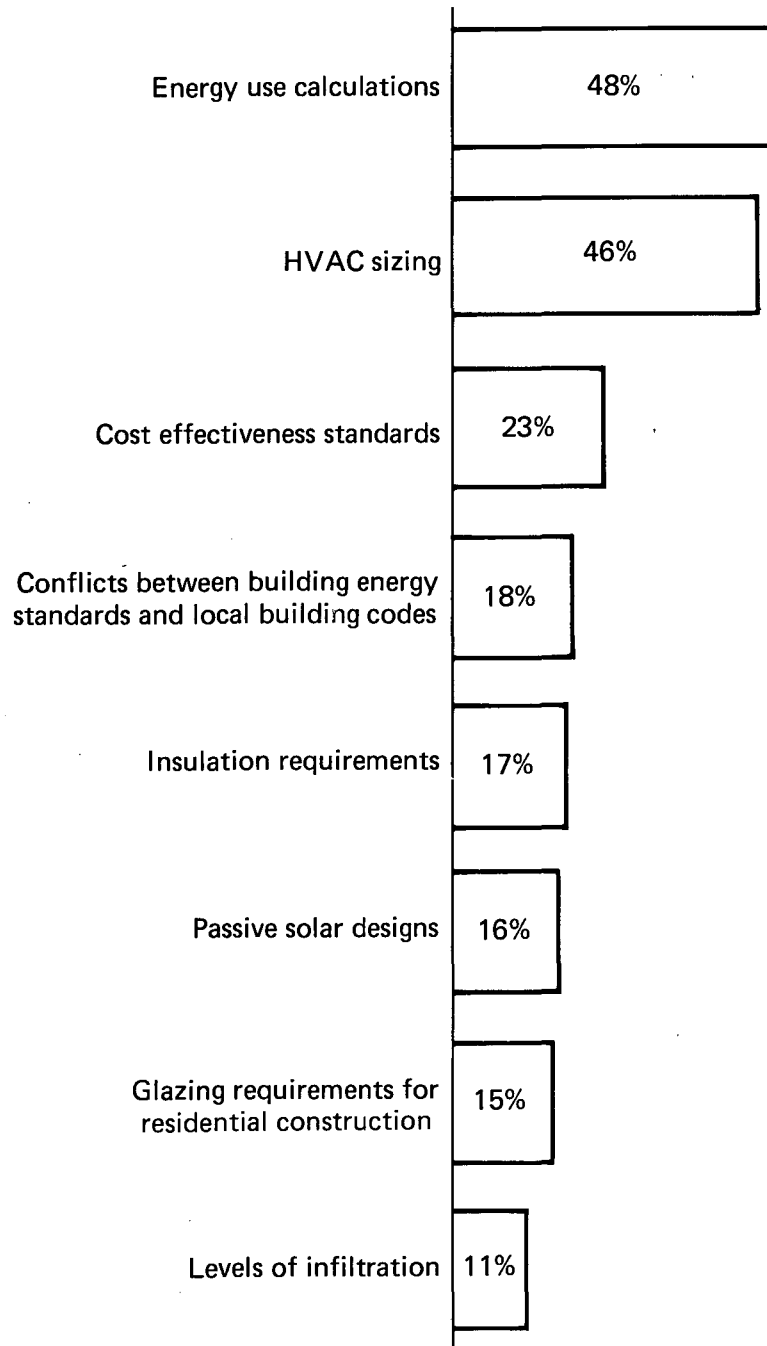 Energy use calculations 48%
HVAC sizing 46%
Cost effectiveness standards 23%
Conflicts between building energy
standards and local building codes 18%
Insulation requirements 17%
Passive solar designs 16%
Glazing requirements for
residential construction 15%
Levels of infiltration 11%